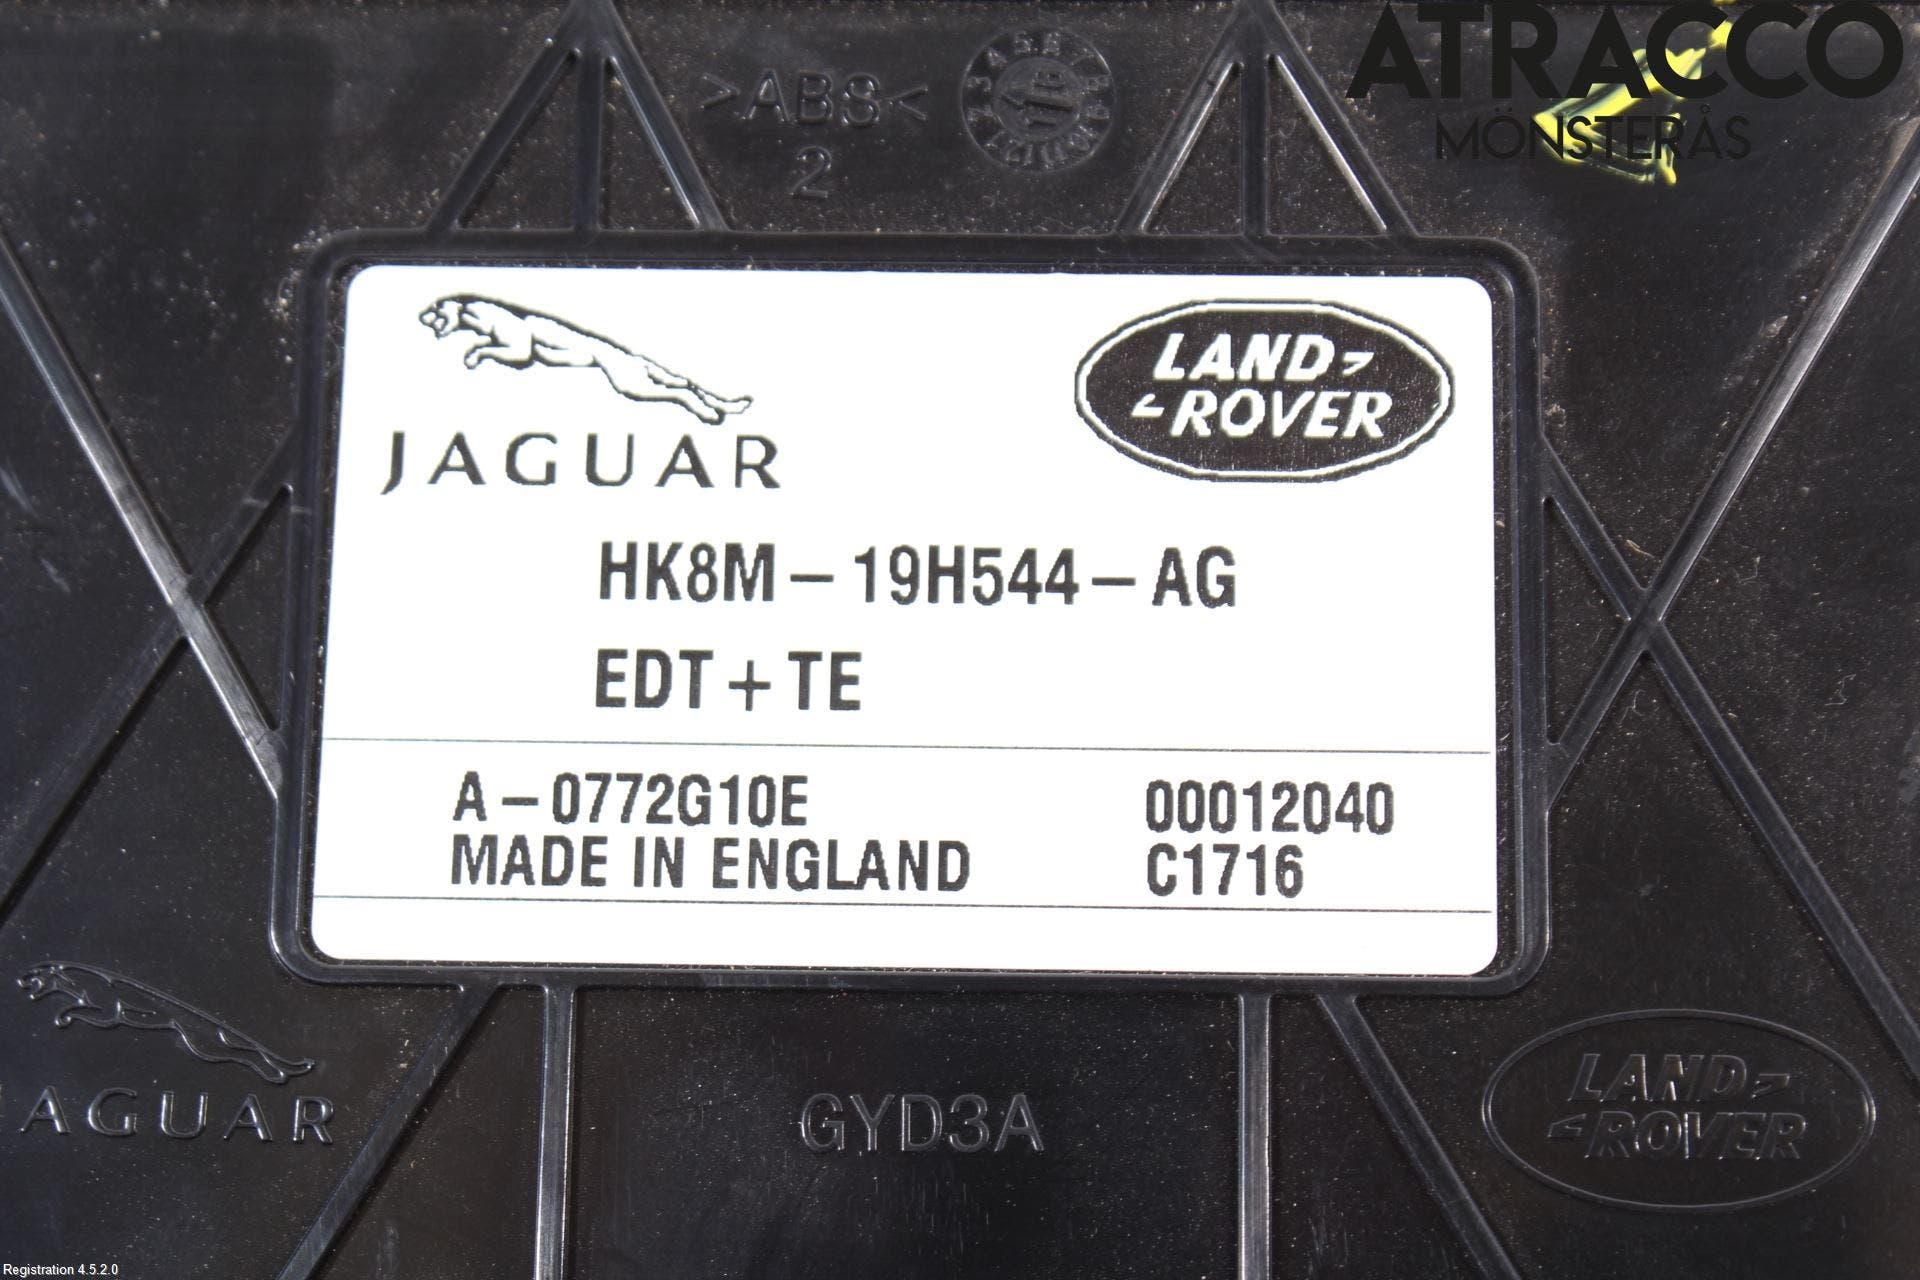 ATRACCO
MÖNSTERÅS
>ABS<
2
JAGUAR
LAND
ROVER
HK8M-19H544-AG
EDT+TE
A-0772G10E 00012040
MADE IN ENGLAND C1716
JAGUAR
GYD3A
LAND
ROVER
Registration 4.5.2.0